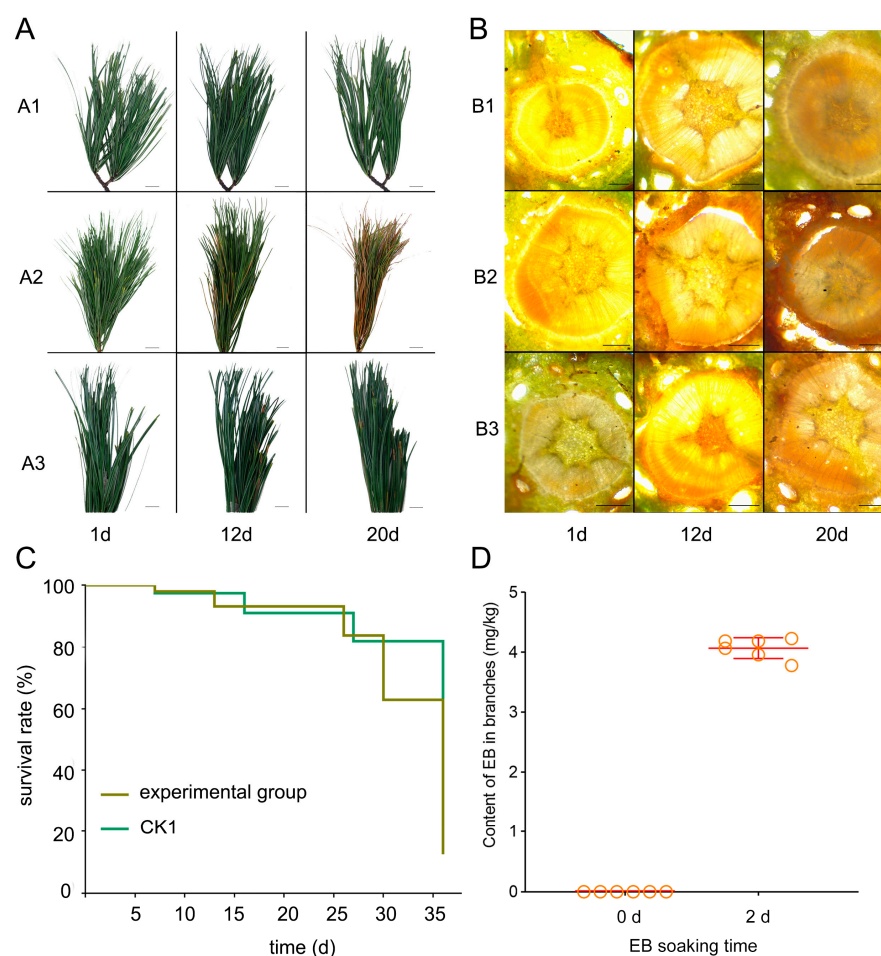 A
B
A1
A2
A3
1d
12d
20d
B1
B2
B3
1d
12d
20d
C
100
80
60
40
20
0
survival rate (%)
experimental group
CK1
5
10
15
20
25
30
35
time (d)
D
5
4
3
2
1
0
Content of EB in branches (mg/kg)
0 d
2 d
EB soaking time